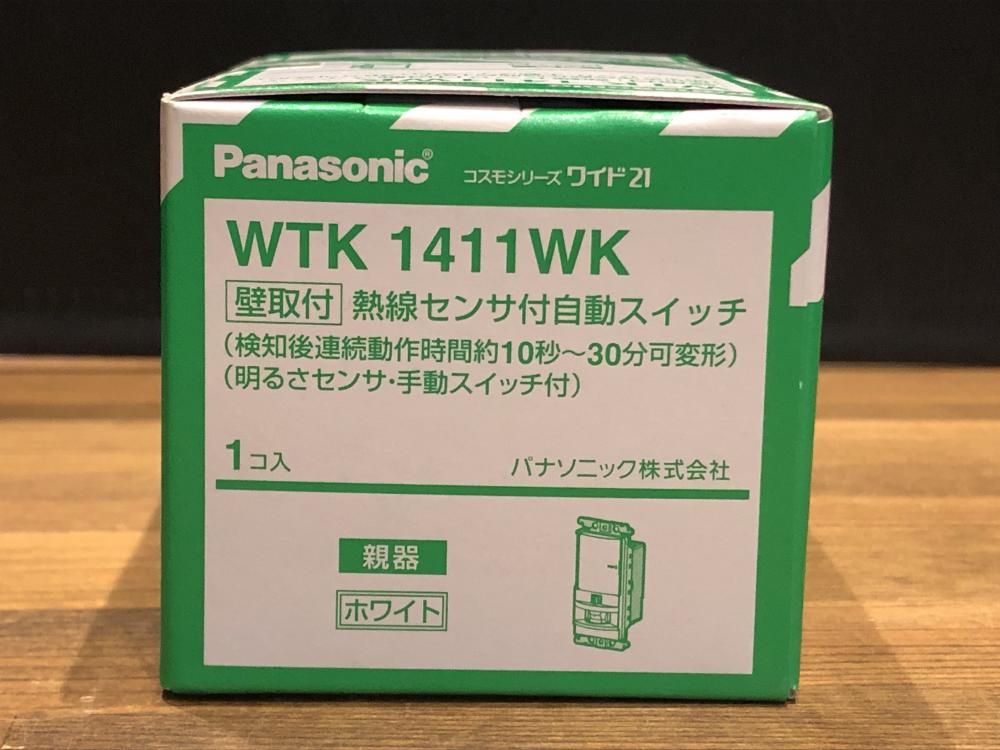 Panasonic® コスモシリーズ ワイド21
WTK 1411WK
壁取付 熱線センサ付自動スイッチ
(検知後連続動作時間約10秒～30分可変形)
(明るさセンサ・手動スイッチ付)
1コ入 パナソニック株式会社
親器
ホワイト